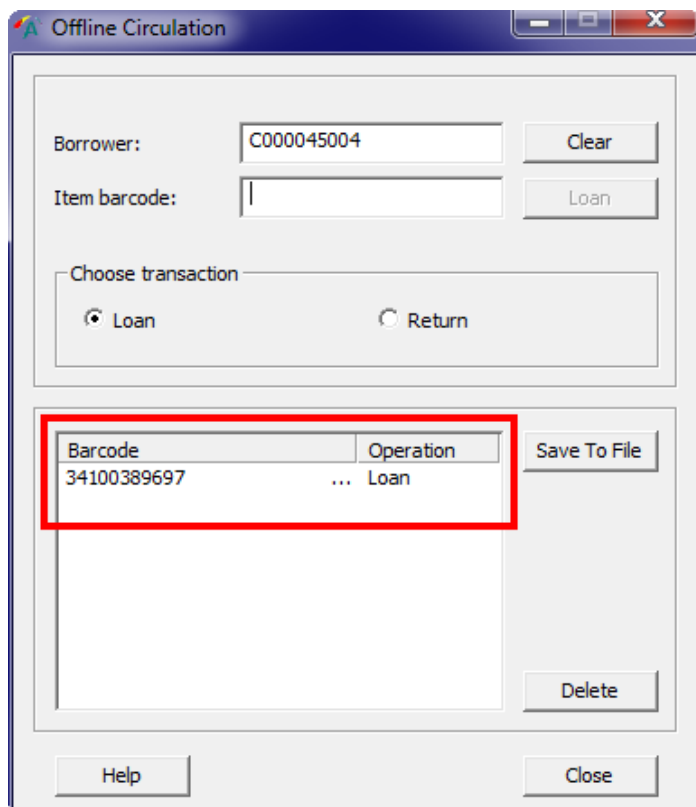 Offline Circulation
Borrower: C000045004 Clear
Item barcode: Loan
Choose transaction
Loan Return
Barcode Operation Save To File
34100389697 ... Loan
Delete
Help Close